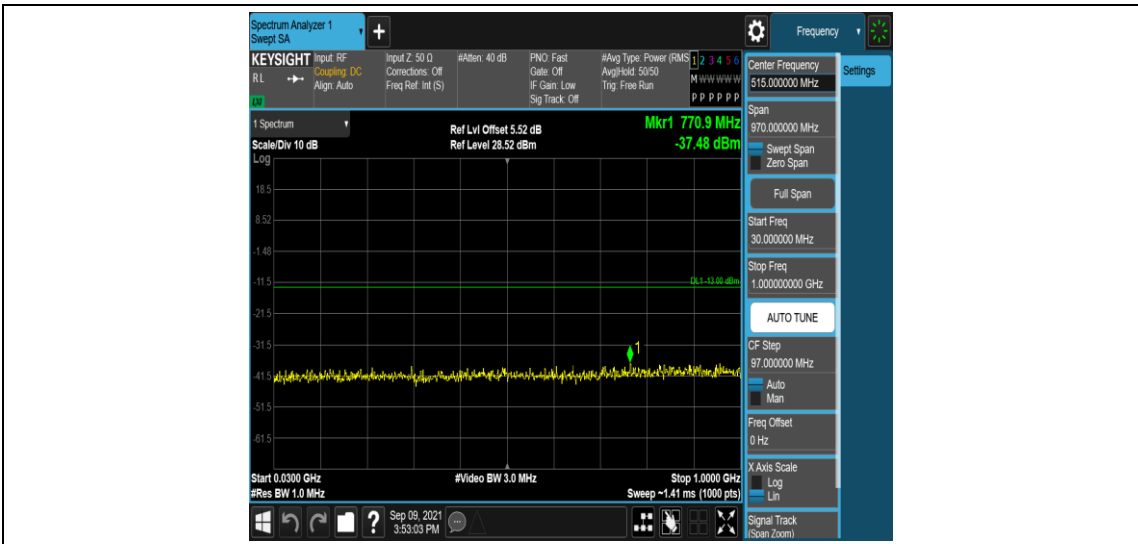 Spectrum Analyzer 1
Swept SA
+
Frequency
KEYSIGHT
RL
LXI
Input: RF
Coupling: DC
Align: Auto
Input Z: 50 Ω
Corrections: Off
Freq Ref: Int (S)
#Atten: 40 dB
PNO: Fast
Gate: Off
IF Gain: Low
Sig Track: Off
#Avg Type: Power (RMS
Avg|Hold: 50/50
Trig: Free Run
1 2 3 4 5 6
M W W W W W
P P P P P P
Center Frequency
515.000000 MHz
Settings
Span
970.000000 MHz
Swept Span
Zero Span
Full Span
Start Freq
30.000000 MHz
Stop Freq
1.000000000 GHz
AUTO TUNE
CF Step
97.000000 MHz
Auto
Man
Freq Offset
0 Hz
X Axis Scale
Log
Lin
Signal Track
(Span Zoom)
1 Spectrum
Scale/Div 10 dB
Ref Lvl Offset 5.52 dB
Ref Level 28.52 dBm
Mkr1 770.9 MHz
-37.48 dBm
Log
18.5
8.52
-1.48
-11.5
DL1 -13.00 dBm
-21.5
-31.5
1
-41.5
-51.5
-61.5
Start 0.0300 GHz
#Video BW 3.0 MHz
Stop 1.0000 GHz
#Res BW 1.0 MHz
Sweep ~1.41 ms (1000 pts)
?
Sep 09, 2021
3:53:03 PM